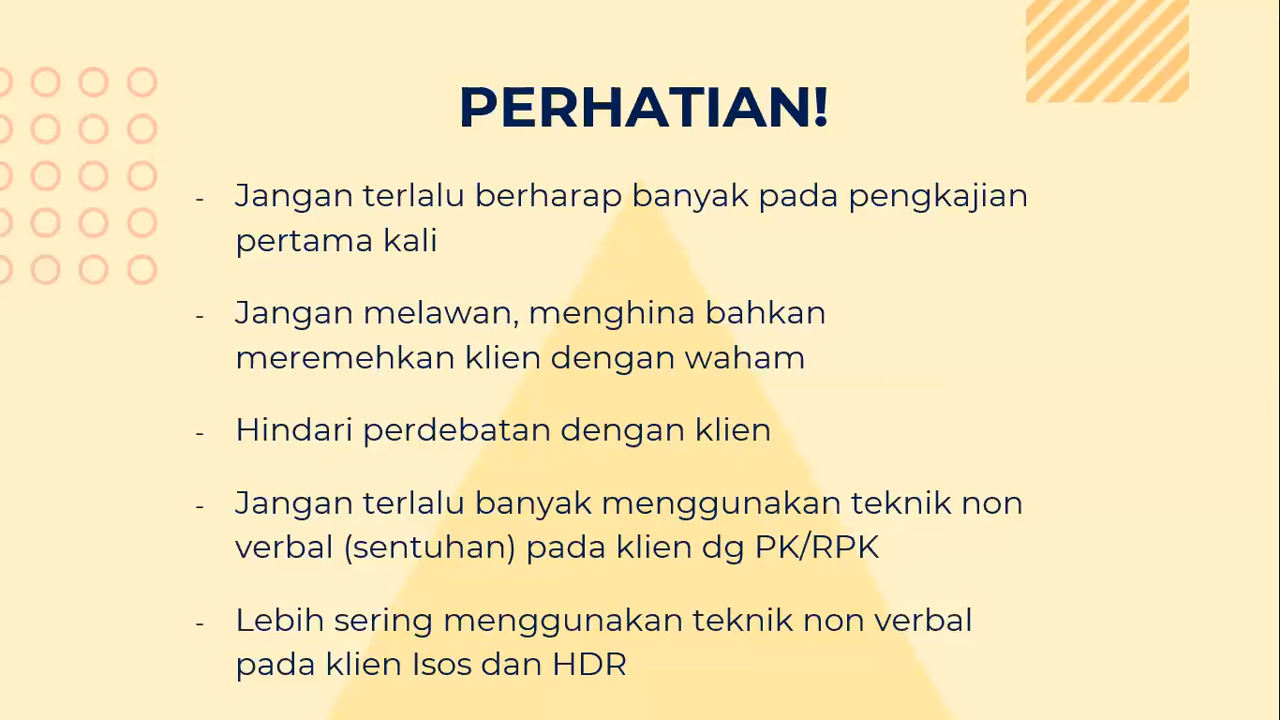 PERHATIAN!
- Jangan terlalu berharap banyak pada pengkajian
pertama kali
- Jangan melawan, menghina bahkan
meremehkan klien dengan waham
- Hindari perdebatan dengan klien
- Jangan terlalu banyak menggunakan teknik non
verbal (sentuhan) pada klien dg PK/RPK
- Lebih sering menggunakan teknik non verbal
pada klien Isos dan HDR